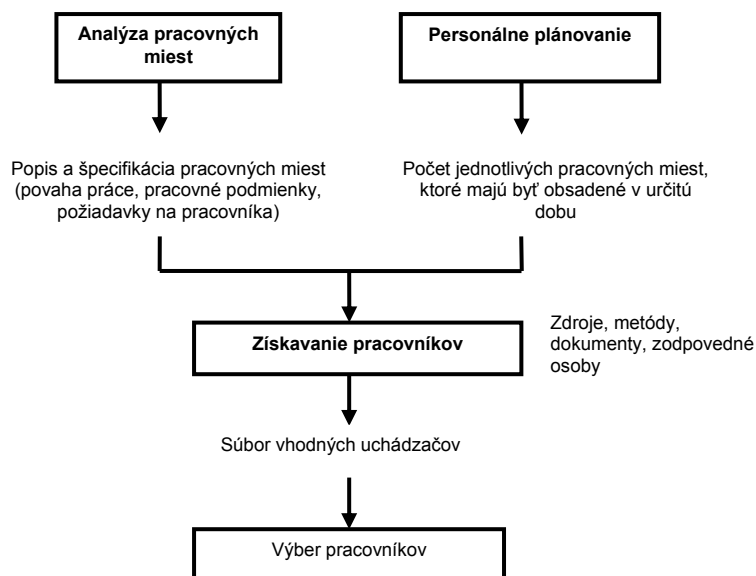 Analýza pracovných
miest
Personálne plánovanie
Popis a špecifikácia pracovných miest
(povaha práce, pracovné podmienky,
požiadavky na pracovníka)
Počet jednotlivých pracovných miest,
ktoré majú byť obsadené v určitú
dobu
Získavanie pracovníkov
Zdroje, metódy,
dokumenty, zodpovedné
osoby
Súbor vhodných uchádzačov
Výber pracovníkov